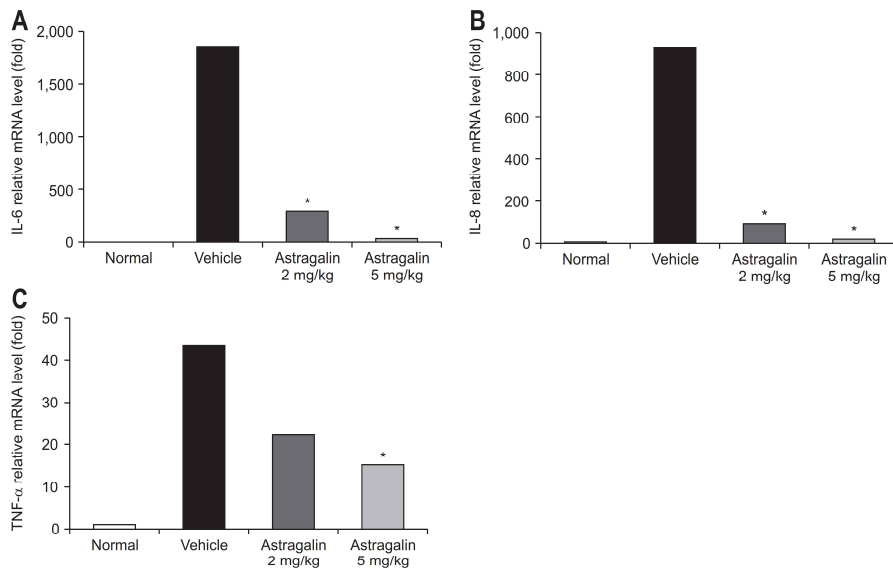 A
IL-6 relative mRNA level (fold)
2,000
1,500
1,000
500
0
*
*
Normal
Vehicle
Astragalin
2 mg/kg
Astragalin
5 mg/kg
B
IL-8 relative mRNA level (fold)
1,000
800
600
400
200
0
*
*
Normal
Vehicle
Astragalin
2 mg/kg
Astragalin
5 mg/kg
C
TNF-α relative mRNA level (fold)
50
40
30
20
10
0
*
Normal
Vehicle
Astragalin
2 mg/kg
Astragalin
5 mg/kg